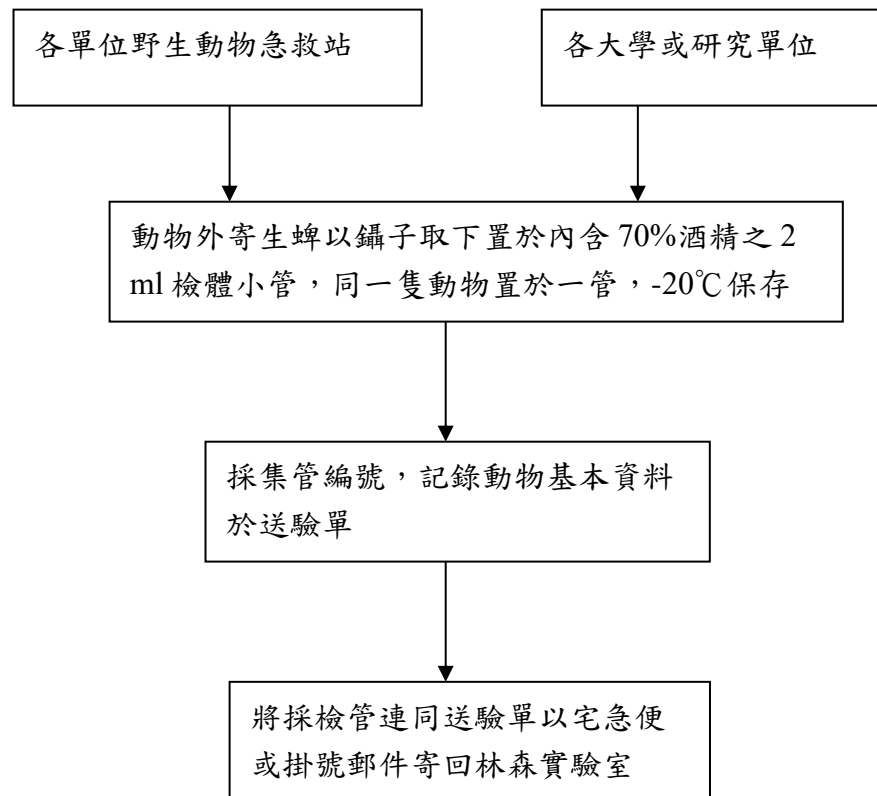 各單位野生動物急救站
各大學或研究單位
動物外寄生蜱以鑷子取下置於內含 70%酒精之 2
ml 檢體小管，同一隻動物置於一管，-20℃保存
採集管編號，記錄動物基本資料
於送驗單
將採檢管連同送驗單以宅急便
或掛號郵件寄回林森實驗室